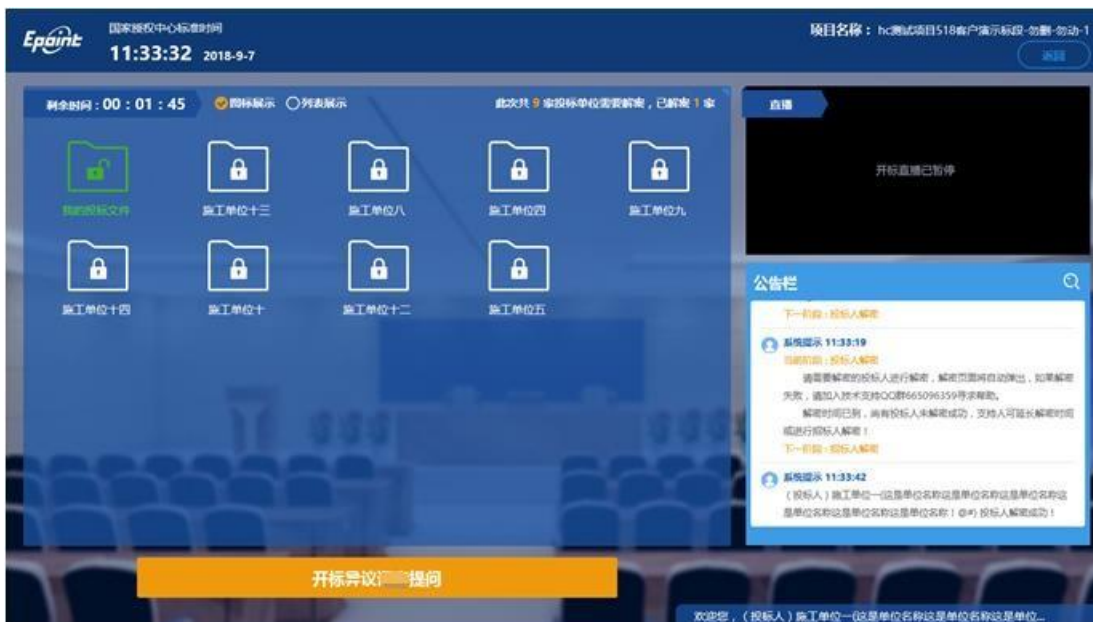 Epoint
国家授权中心标准时间
11:33:32 2018-9-7
项目名称：hc测试项目518客户演示标段-勿删-勿动-1
返回
剩余时间：00：01：45
图标展示 列表展示
此次共 9 家投标单位需要解密，已解密 1 家
我的投标文件
施工单位十三
施工单位八
施工单位四
施工单位九
施工单位十四
施工单位十
施工单位十二
施工单位五
直播
开标直播已暂停
公告栏
下一阶段：投标人解密
系统提示 11:33:19
当前阶段：投标人解密
请需要解密的投标人进行解密，解密页面将自动弹出，如果解密
失败，请加入技术支持QQ群665096359寻求帮助。
解密时间已到，尚有投标人未解密成功，支持人可延长解密时间
或进行招标人解密！
下一阶段：招标人解密
系统提示 11:33:42
（投标人）施工单位一(这是单位名称这是单位名称这是单位名称这
是单位名称这是单位名称这是单位名称！@#) 投标人解密成功！
开标异议 提问
欢迎您，（投标人）施工单位一(这是单位名称这是单位名称这是单位...